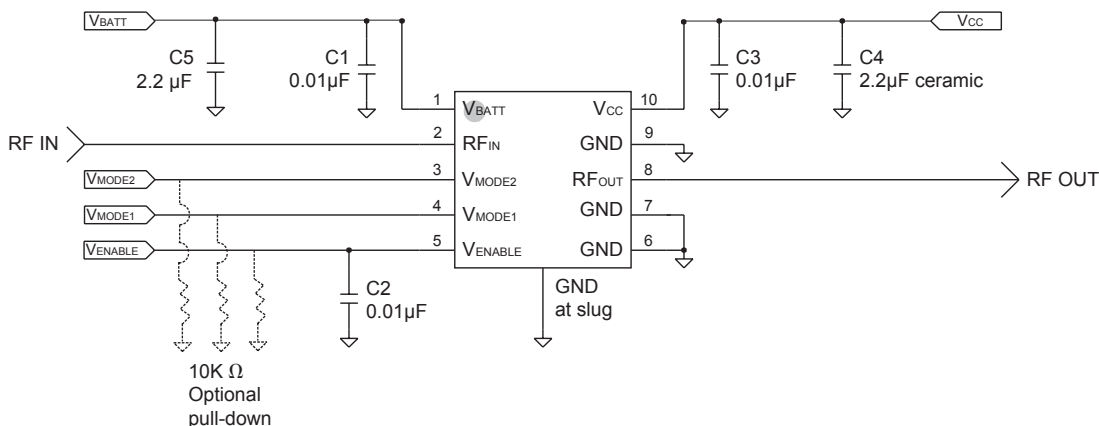 VBATT
VCC
C5
2.2 µF
C1
0.01µF
C3
0.01µF
C4
2.2µF ceramic
1
VBATT
VCC
10
RF IN
2
RFIN
GND
9
VMODE2
3
VMODE2
RFOUT
8
RF OUT
VMODE1
4
VMODE1
GND
7
VENABLE
5
VENABLE
GND
6
C2
0.01µF
GND
at slug
10K Ω
Optional
pull-down